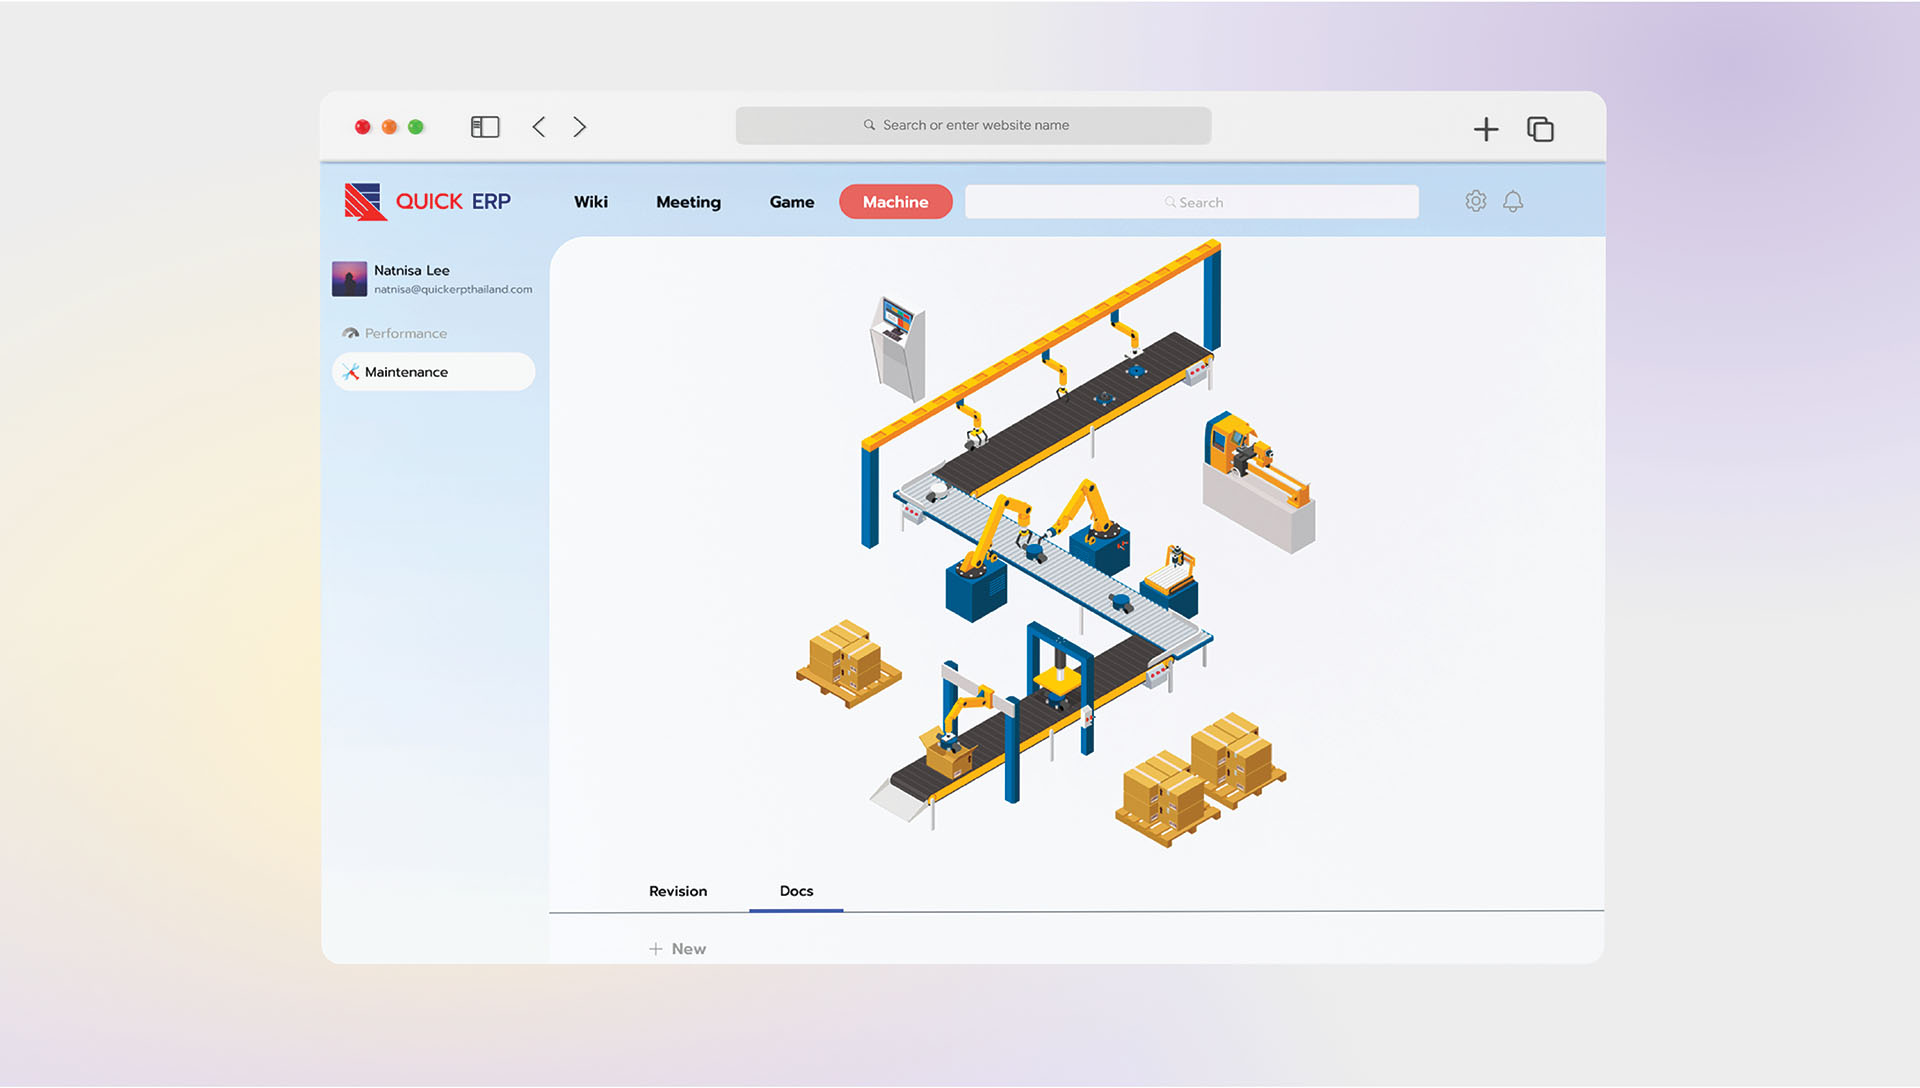 Search or enter website name
QUICK ERP
Wiki
Meeting
Game
Machine
Search
Natnisa Lee
natnisa@quickerpthailand.com
Performance
Maintenance
Revision
Docs
+ New